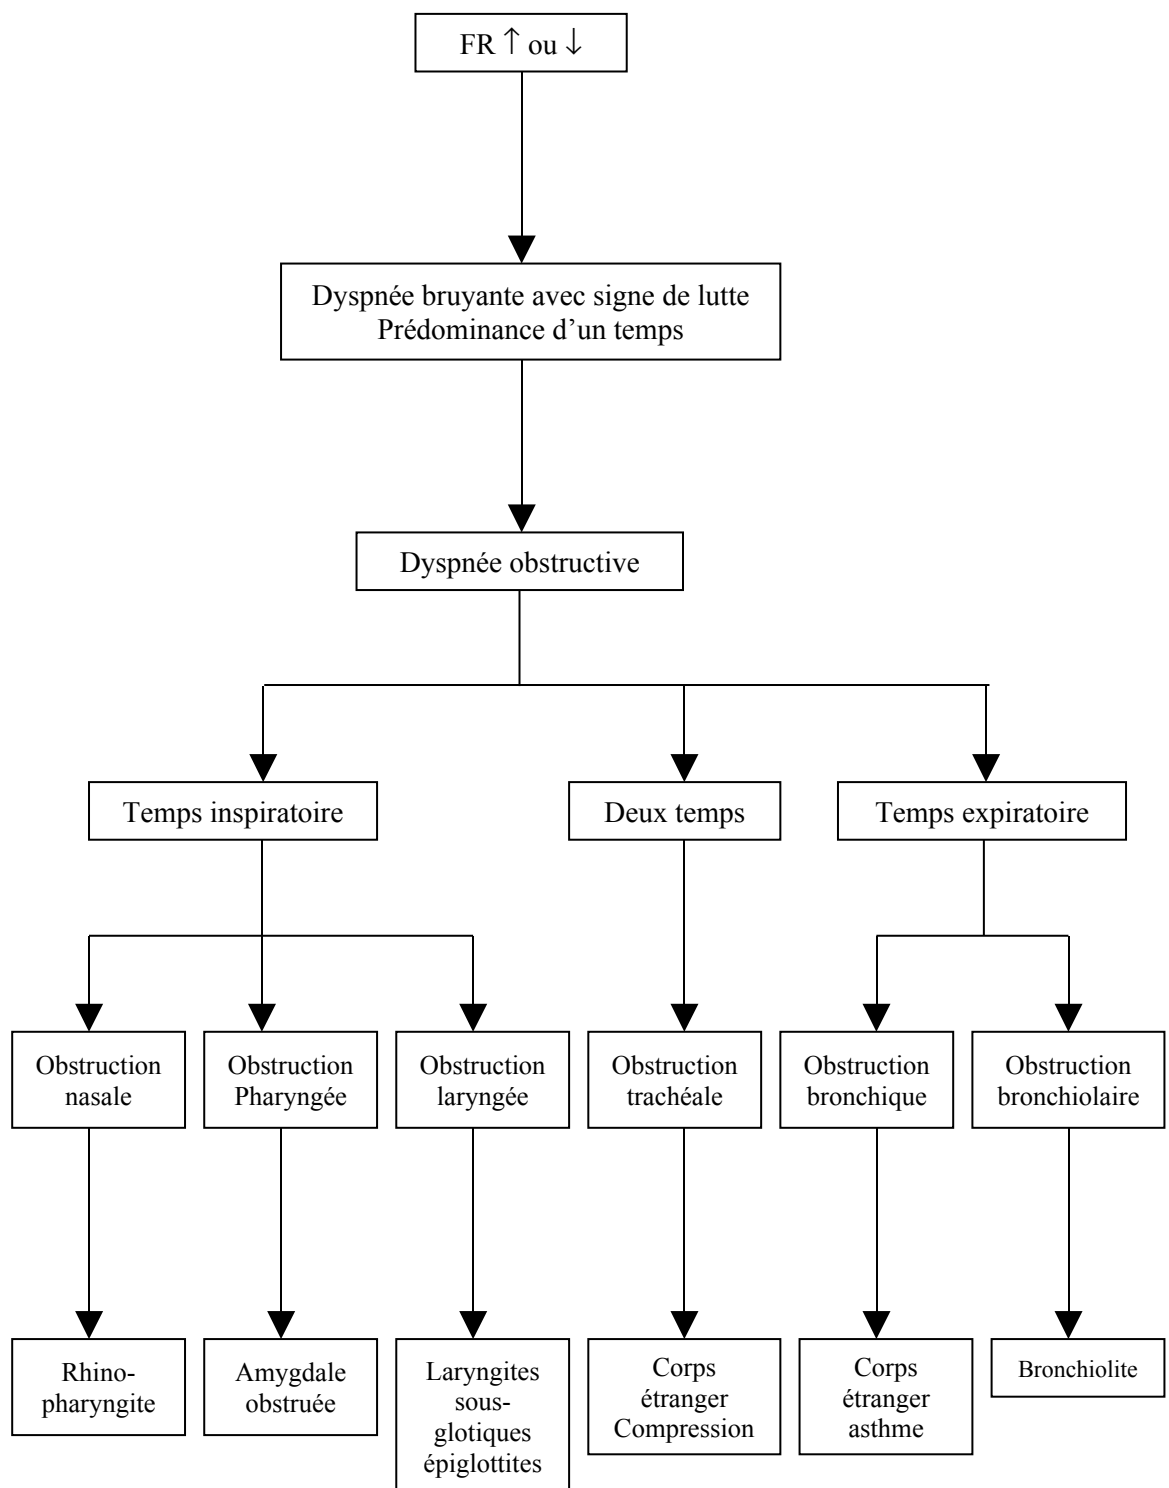 FR ↑ ou ↓
Dyspnée bruyante avec signe de lutte
Prédominance d’un temps
Dyspnée obstructive
Temps inspiratoire
Deux temps
Temps expiratoire
Obstruction
nasale
Obstruction
Pharyngée
Obstruction
laryngée
Obstruction
trachéale
Obstruction
bronchique
Obstruction
bronchiolaire
Rhino-
pharyngite
Amygdale
obstruée
Laryngites
sous-
glotiques
épiglottites
Corps
étranger
Compression
Corps
étranger
asthme
Bronchiolite